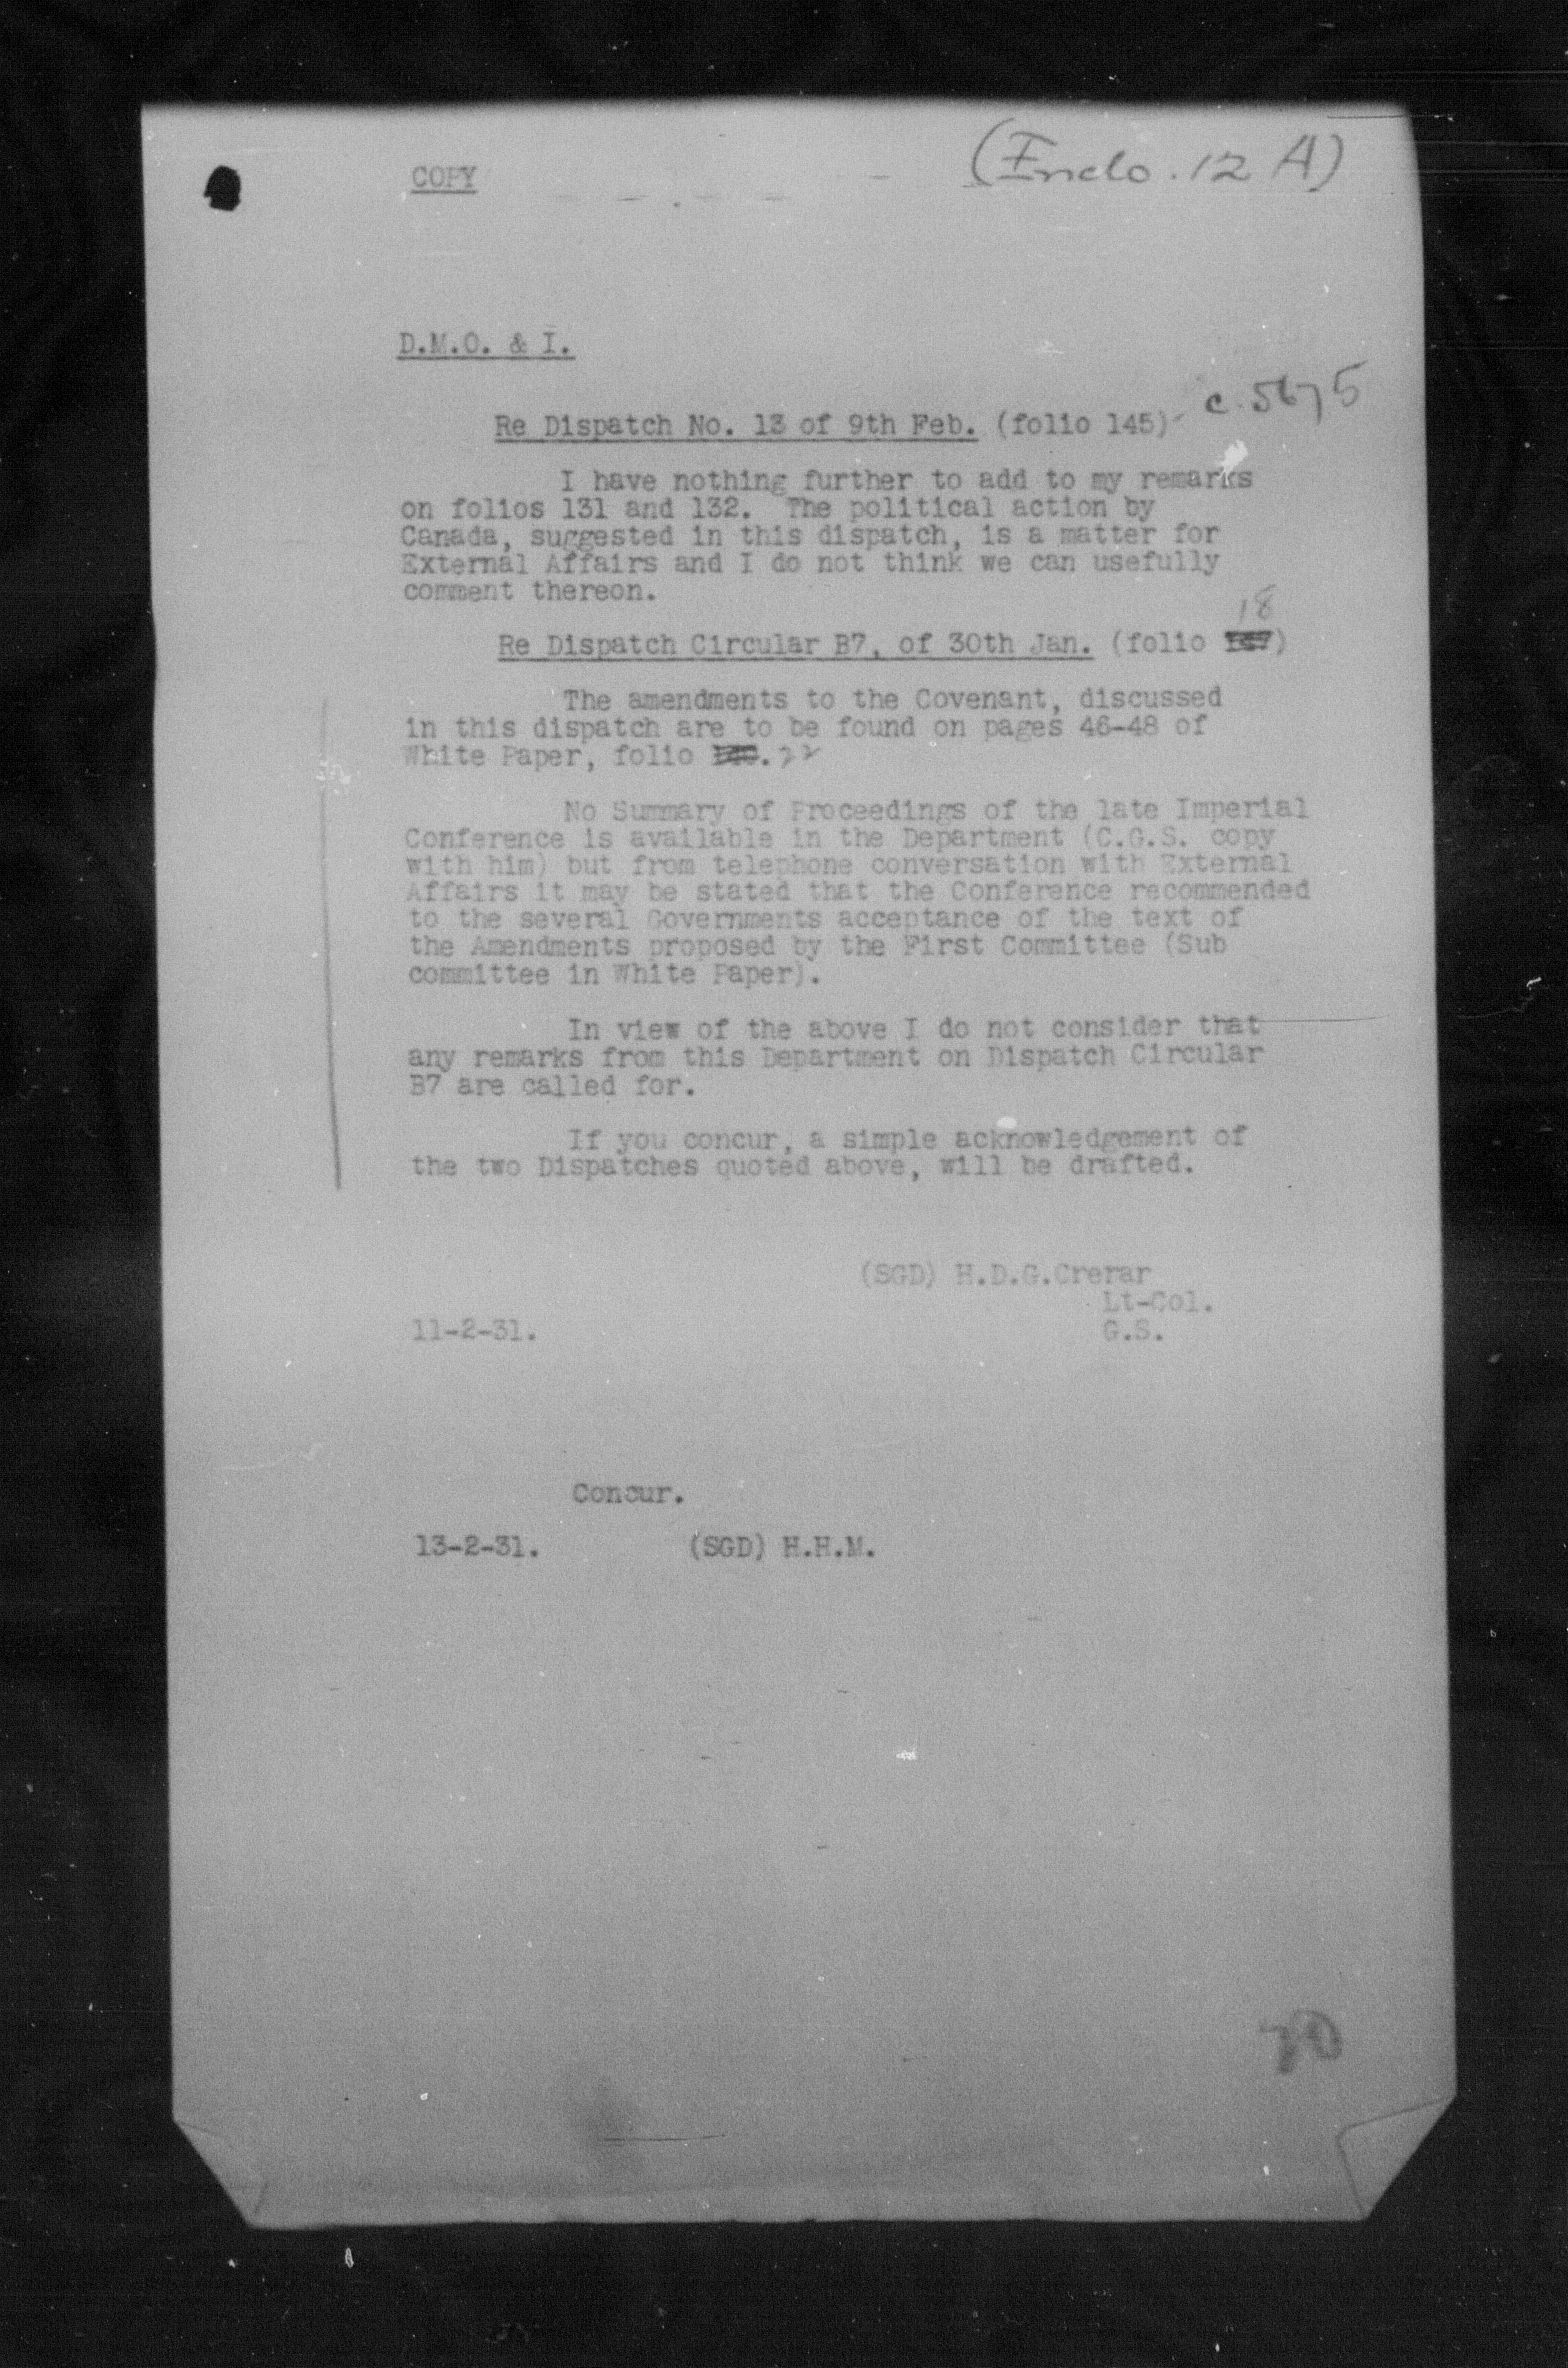 COPY
(Enclo. 12 A)
D.M.O. & I.
c. 5675
Re Dispatch No. 13 of 9th Feb. (folio 145)
I have nothing further to add to my remarks
on folios 131 and 132. The political action by
Canada, suggested in this dispatch, is a matter for
External Affairs and I do not think we can usefully
comment thereon.
18
Re Dispatch Circular B7, of 30th Jan. (folio )
The amendments to the Covenant, discussed
in this dispatch are to be found on pages 46-48 of
White Paper, folio . 22
No Summary of Proceedings of the late Imperial
Conference is available in the Department (C.G.S. copy
with him) but from telephone conversation with External
Affairs it may be stated that the Conference recommended
to the several Governments acceptance of the text of
the Amendments proposed by the First Committee (Sub
committee in White Paper).
In view of the above I do not consider that
any remarks from this Department on Dispatch Circular
B7 are called for.
If you concur, a simple acknowledgement of
the two Dispatches quoted above, will be drafted.
(SGD) H.D.G.Crerar
Lt-Col.
11-2-31. G.S.
Concur.
13-2-31. (SGD) H.H.M.